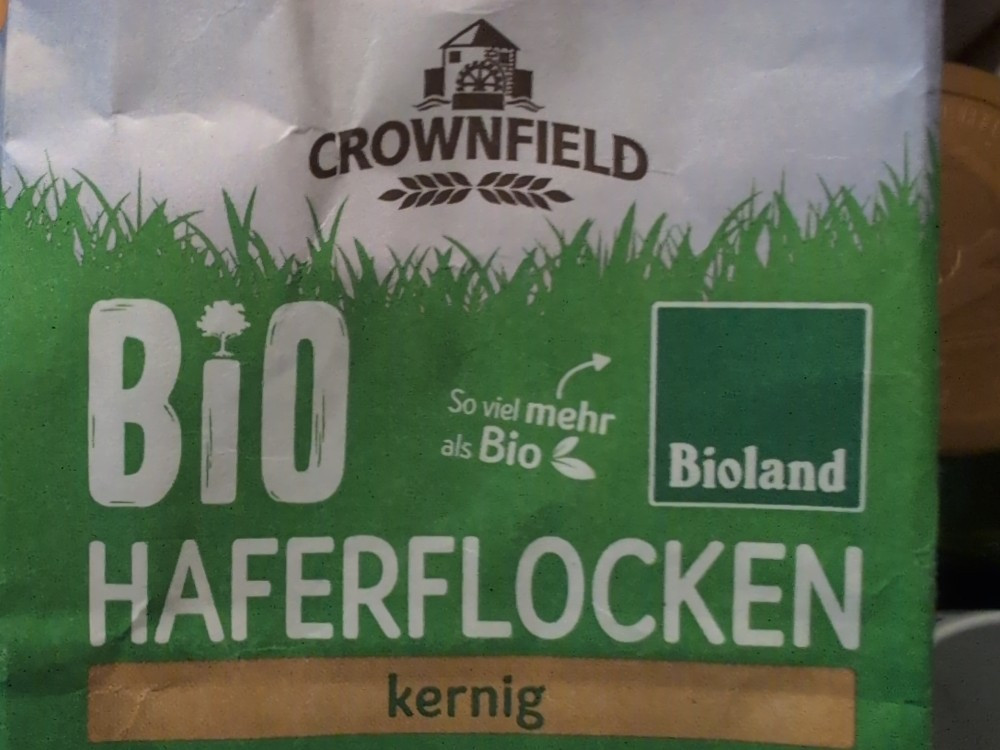 CROWNFIELD
BiO
So viel mehr
als Bio
Bioland
HAFERFLOCKEN
kernig